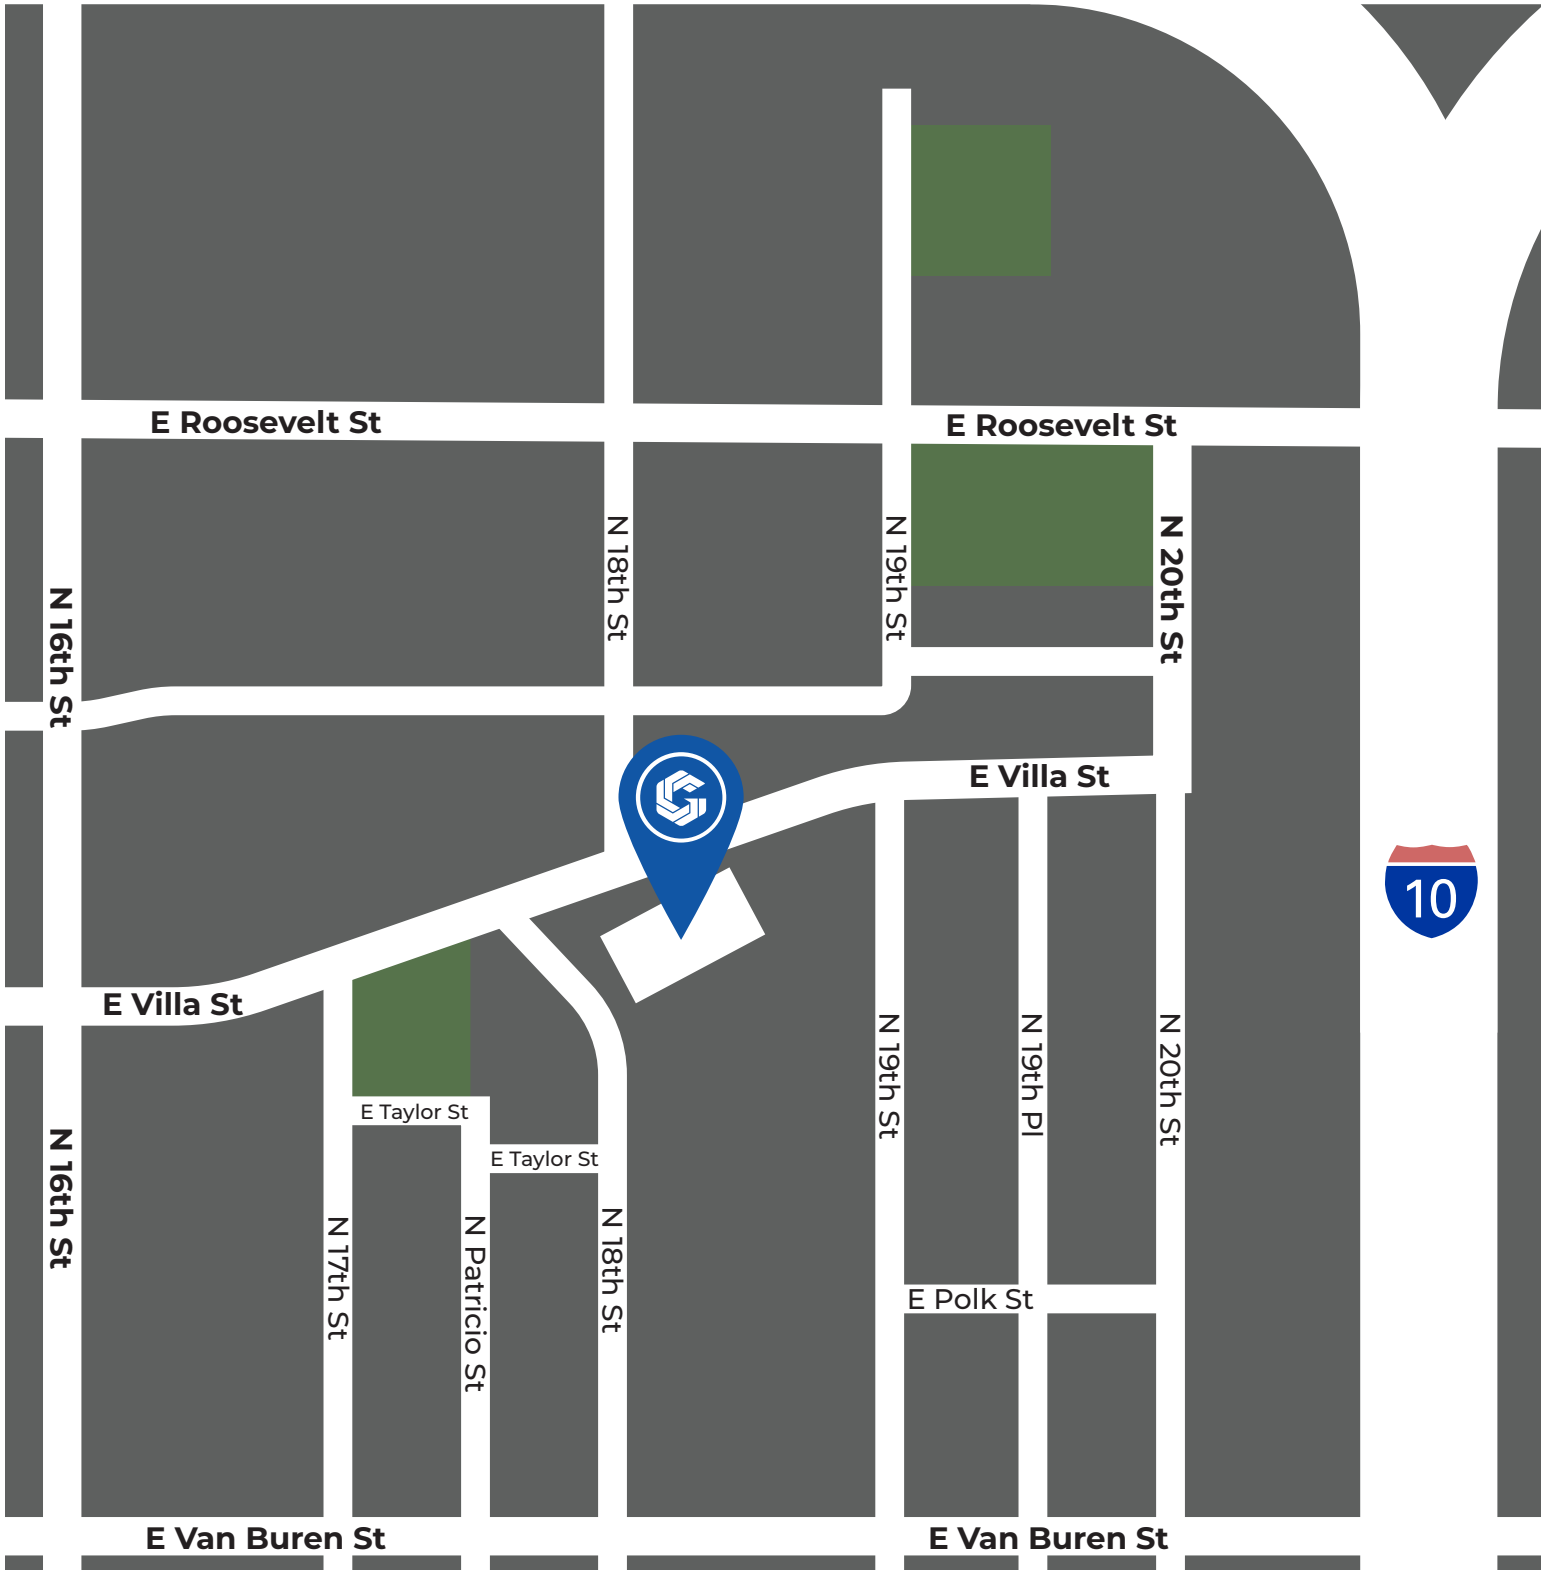 E Roosevelt St
E Roosevelt St
N 18th St
N 19th St
N 20th St
N 16th St
E Villa St
10
E Villa St
N 19th St
N 19th Pl
N 20th St
E Taylor St
N 16th St
E Taylor St
N 17th St
N Patricio St
N 18th St
E Polk St
E Van Buren St
E Van Buren St